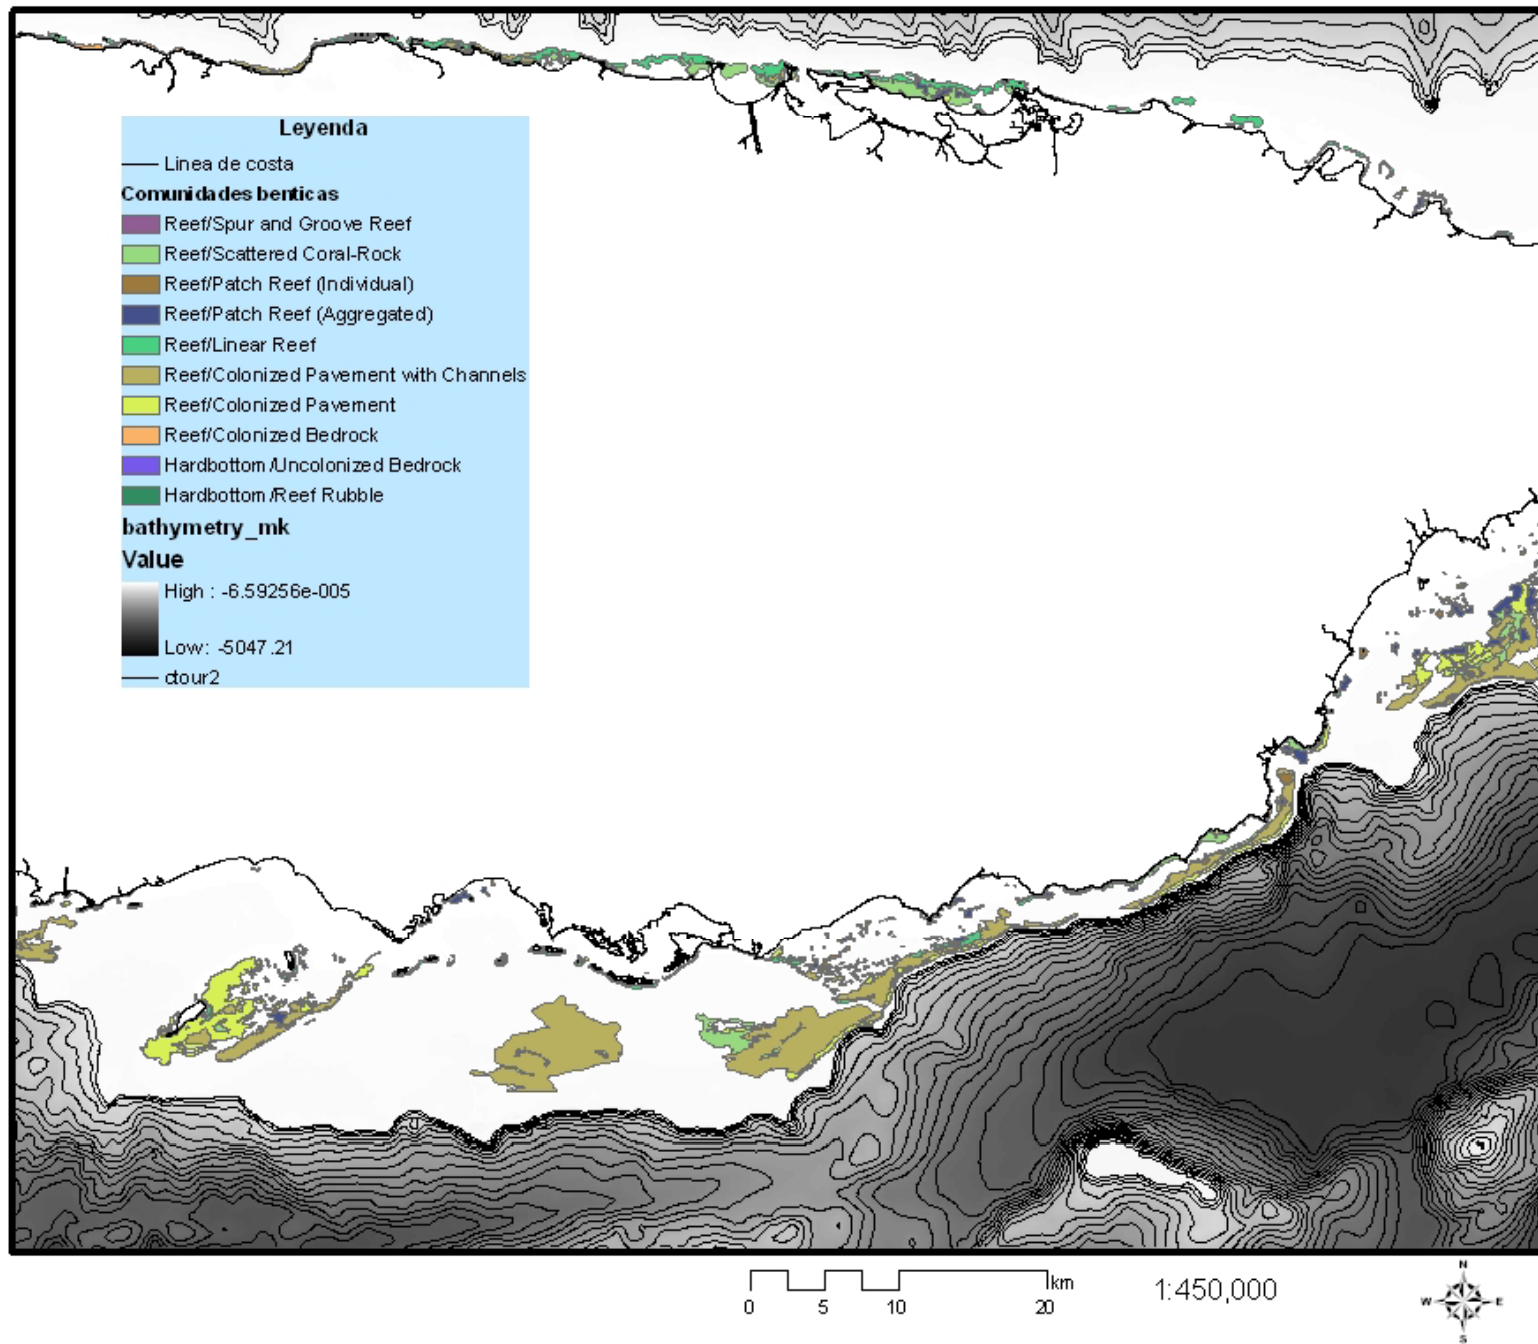 Leyenda
Linea de costa
Comunidades benticas
Reef/Spur and Groove Reef
Reef/Scattered Coral-Rock
Reef/Patch Reef (Individual)
Reef/Patch Reef (Aggregated)
Reef/Linear Reef
Reef/Colonized Pavement with Channels
Reef/Colonized Pavement
Reef/Colonized Bedrock
Hardbottom/Uncolonized Bedrock
Hardbottom/Reef Rubble
bathymetry_mk
Value
High : -6.59256e-005
Low: -5047.21
ctour2
km
0 5 10 20
1:450,000
N
W E
S